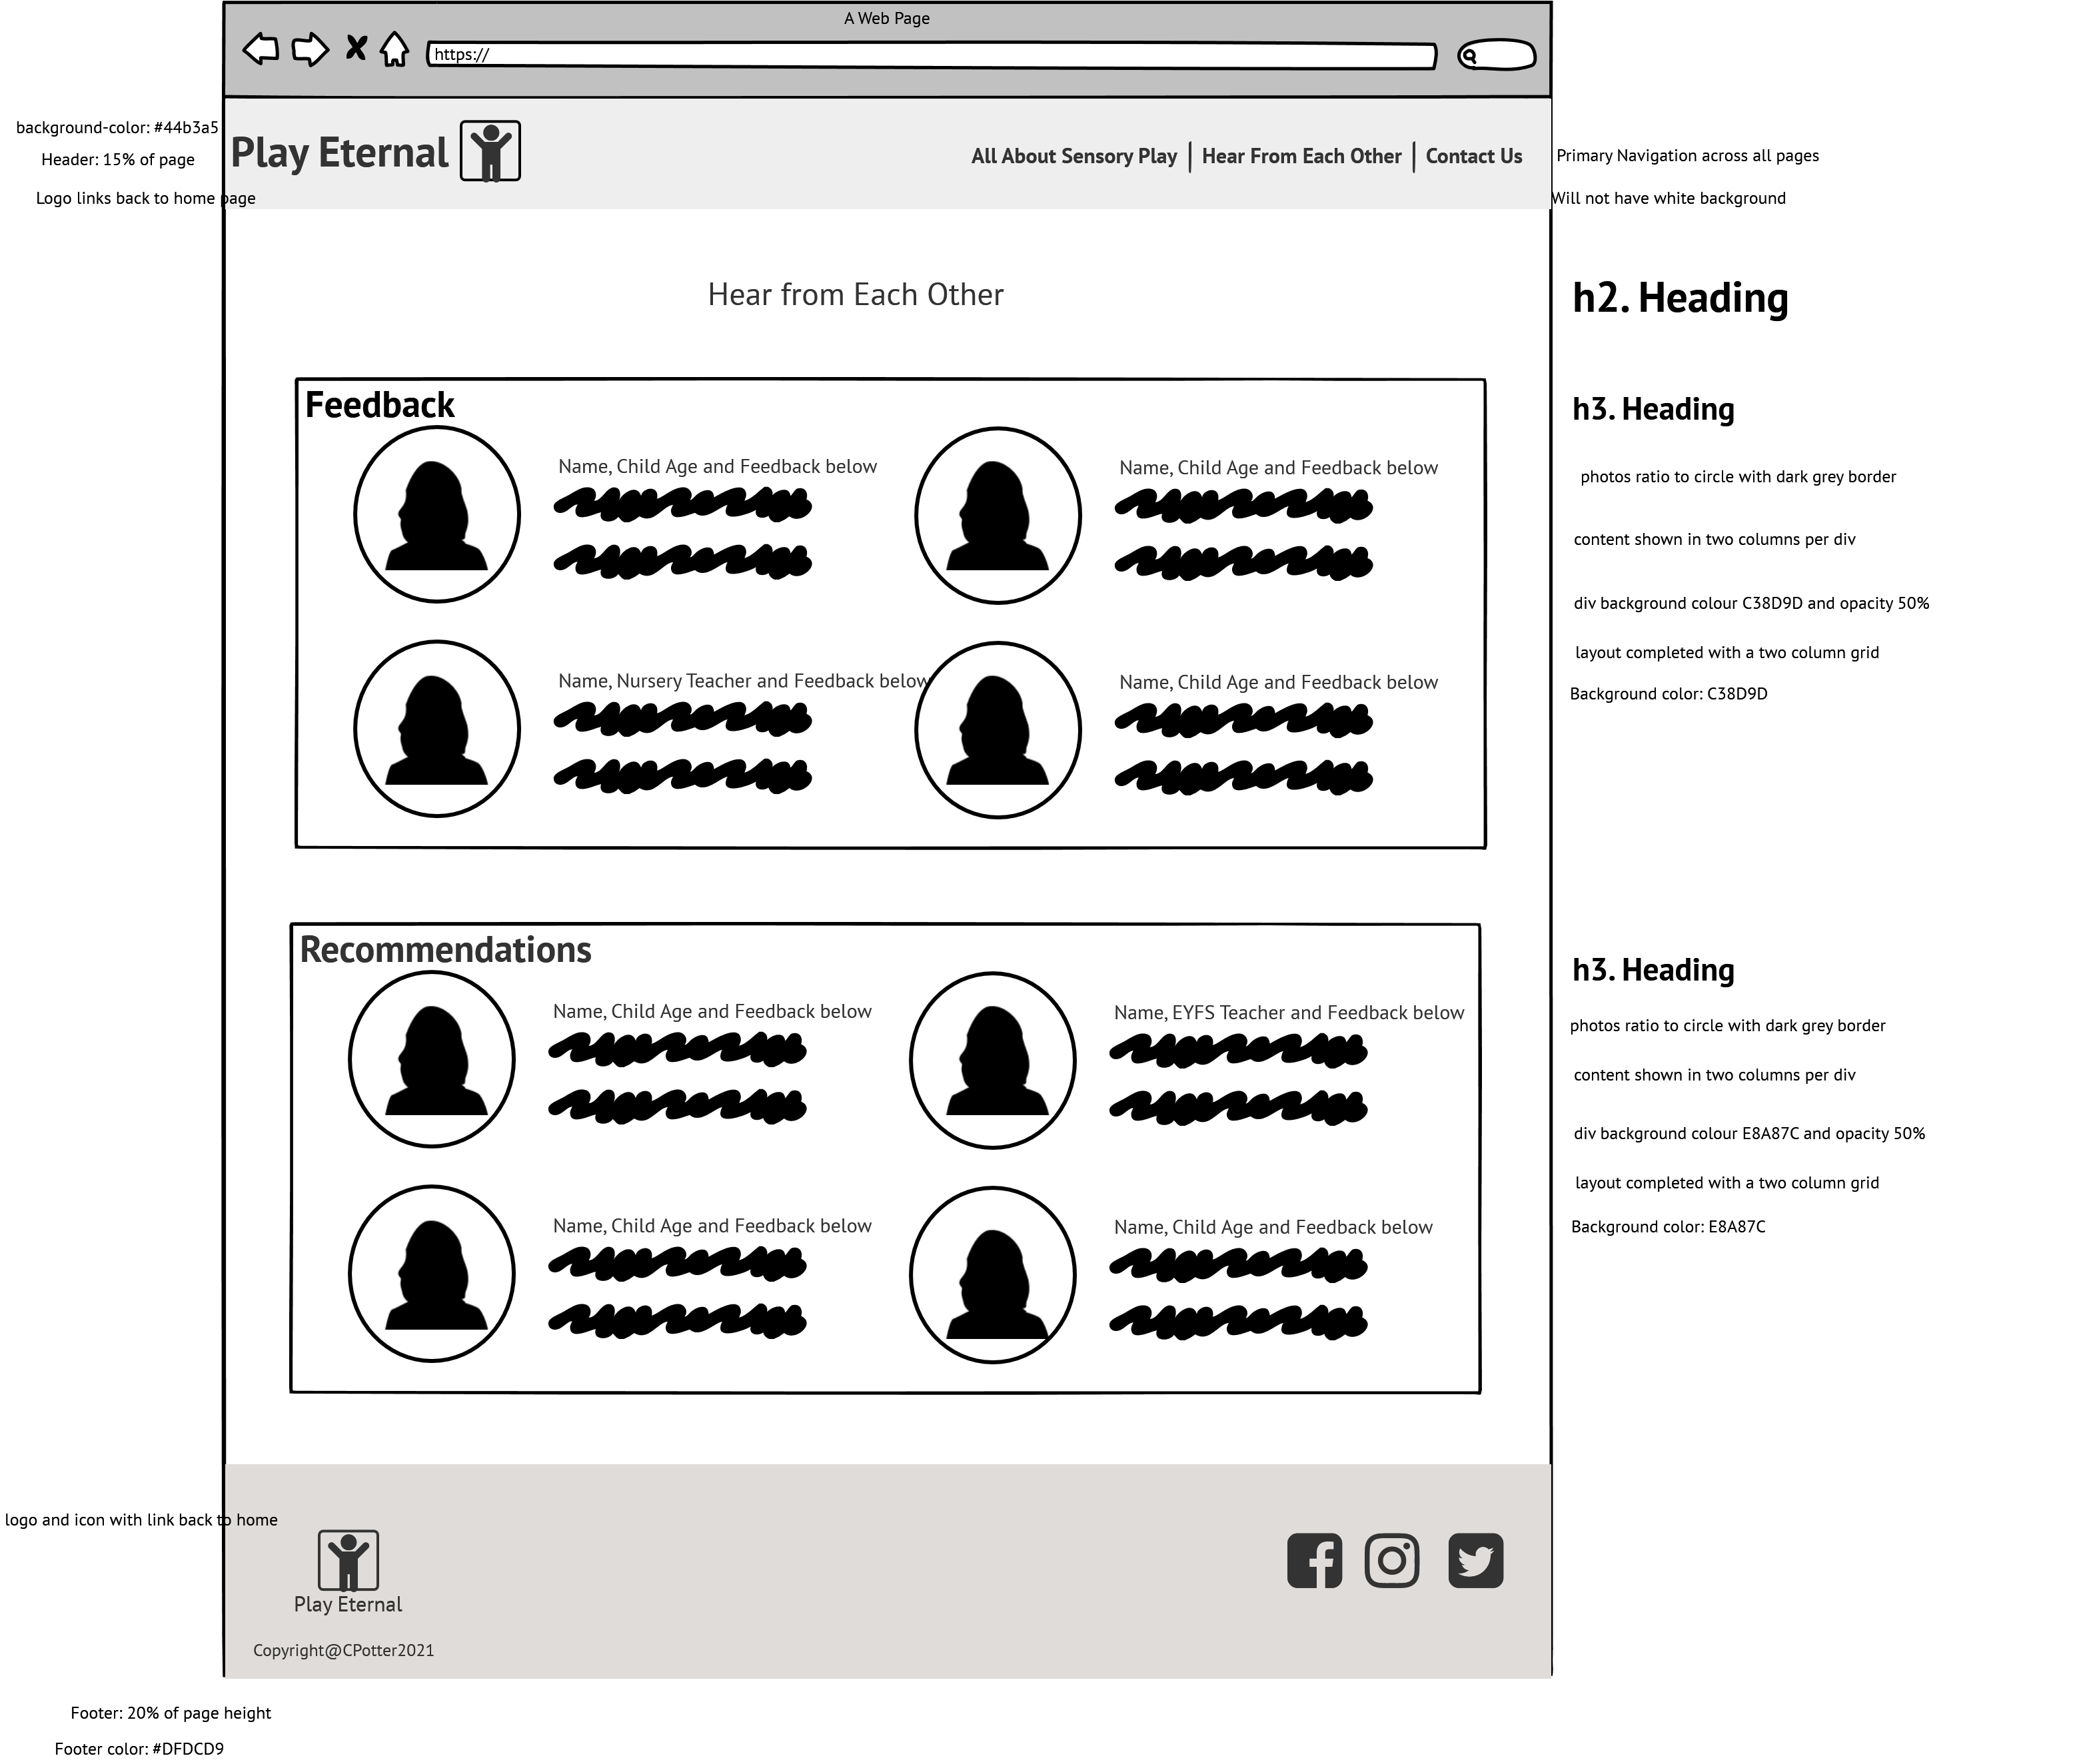 A Web Page
https://
background-color: #44b3a5
Header: 15% of page
Logo links back to home page
Play Eternal
All About Sensory Play | Hear From Each Other | Contact Us
Primary Navigation across all pages
Will not have white background
Hear from Each Other
h2. Heading
Feedback
h3. Heading
Name, Child Age and Feedback below
Name, Child Age and Feedback below
photos ratio to circle with dark grey border
content shown in two columns per div
div background colour C38D9D and opacity 50%
layout completed with a two column grid
Name, Nursery Teacher and Feedback below
Name, Child Age and Feedback below
Background color: C38D9D
Recommendations
h3. Heading
Name, Child Age and Feedback below
Name, EYFS Teacher and Feedback below
photos ratio to circle with dark grey border
content shown in two columns per div
div background colour E8A87C and opacity 50%
layout completed with a two column grid
Name, Child Age and Feedback below
Name, Child Age and Feedback below
Background color: E8A87C
logo and icon with link back to home
Play Eternal
Copyright@CPotter2021
Footer: 20% of page height
Footer color: #DFDCD9